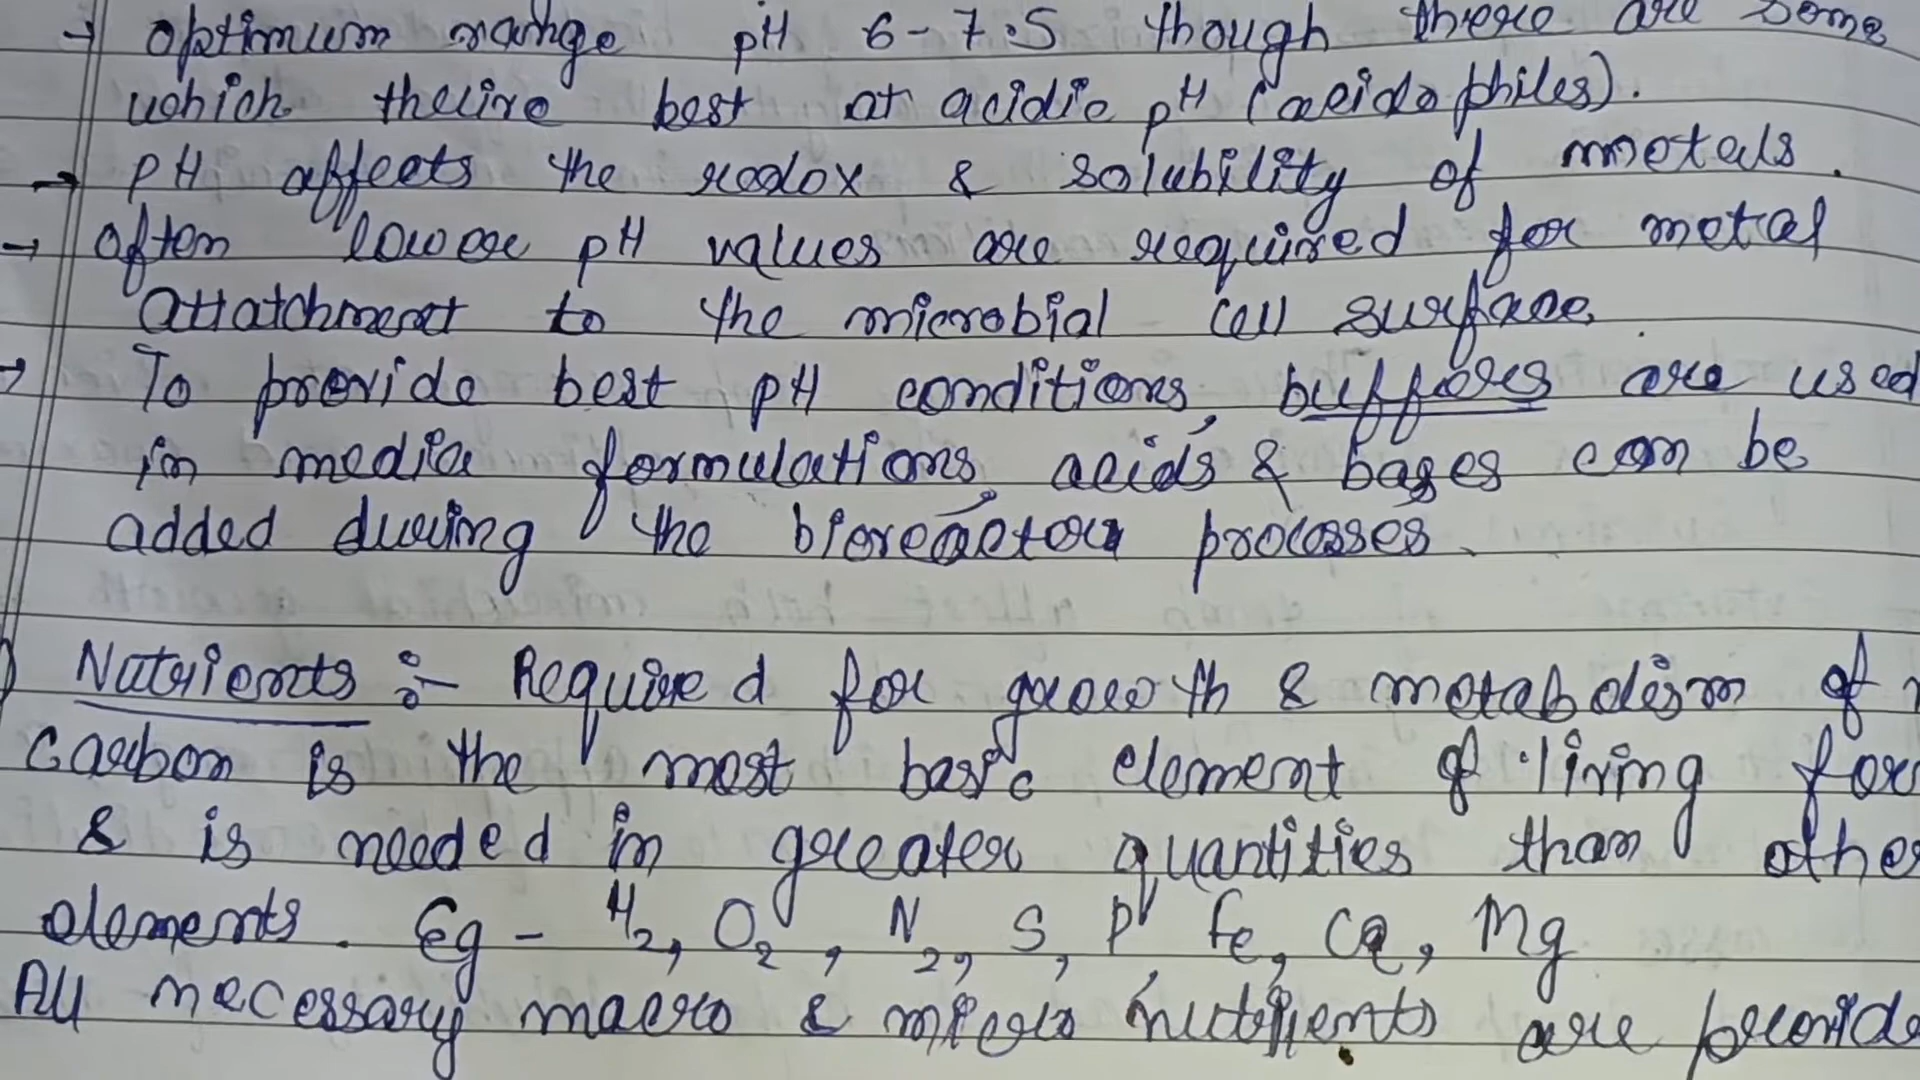 → optimum range pH 6-7.5 though there are some
which thrive best at acidic pH (acidophiles).
→ pH affects the redox & solubility of metals.
→ often lower pH values are required for metal
attatchment to the microbial cell surface.
→ To provide best pH conditions, buffers are used
in media formulations, acids & bases can be
added during the bioreactor processes.
Nutrients :- Required for growth & metabolism of
Carbon is the most basic element of living for
& is needed in greater quantities than othe
elements. Eg - H2, O2, N2, S, P, Fe, Ca, Mg
All necessary macro & micro nutrients are provide